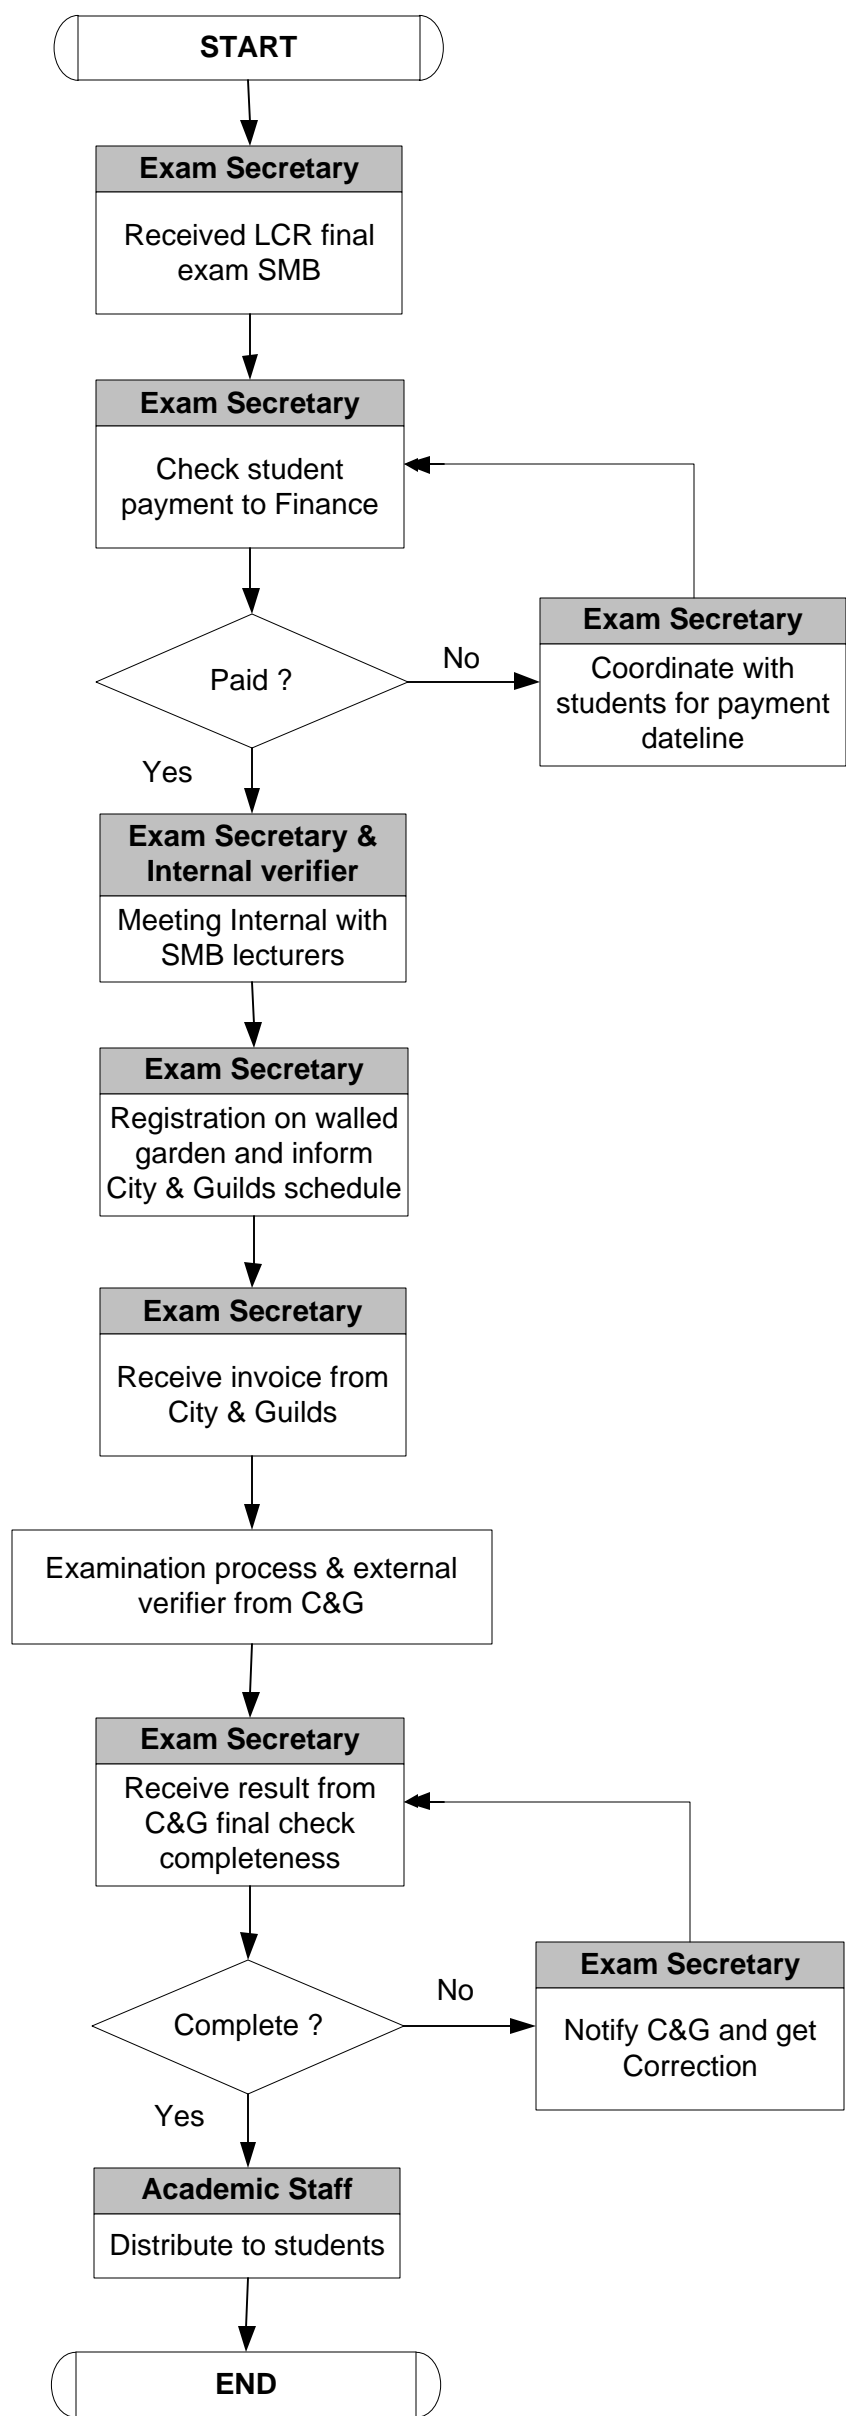 START
Exam Secretary
Received LCR final
exam SMB
Exam Secretary
Check student
payment to Finance
Paid ?
No
Exam Secretary
Coordinate with
students for payment
dateline
Yes
Exam Secretary &
Internal verifier
Meeting Internal with
SMB lecturers
Exam Secretary
Registration on walled
garden and inform
City & Guilds schedule
Exam Secretary
Receive invoice from
City & Guilds
Examination process & external
verifier from C&G
Exam Secretary
Receive result from
C&G final check
completeness
Complete ?
No
Exam Secretary
Notify C&G and get
Correction
Yes
Academic Staff
Distribute to students
END